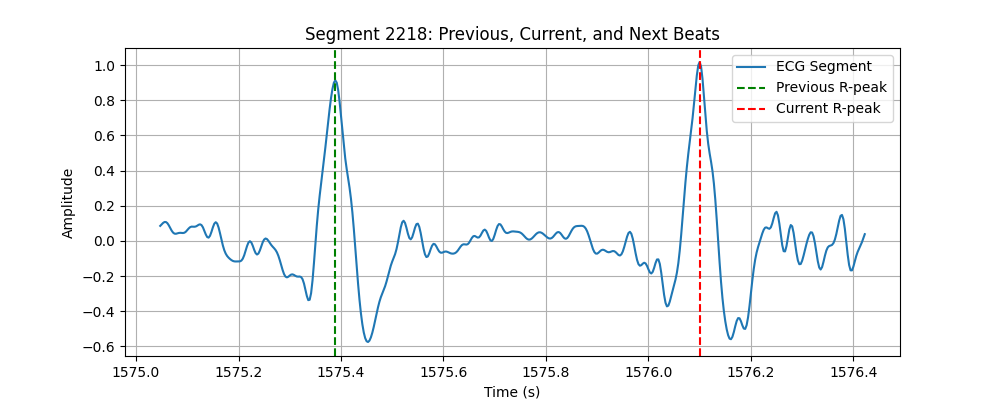 Segment 2218: Previous, Current, and Next Beats
1.0
0.8
0.6
0.4
0.2
0.0
−0.2
−0.4
−0.6
Amplitude
ECG Segment
Previous R-peak
Current R-peak
1575.0 1575.2 1575.4 1575.6 1575.8 1576.0 1576.2 1576.4
Time (s)